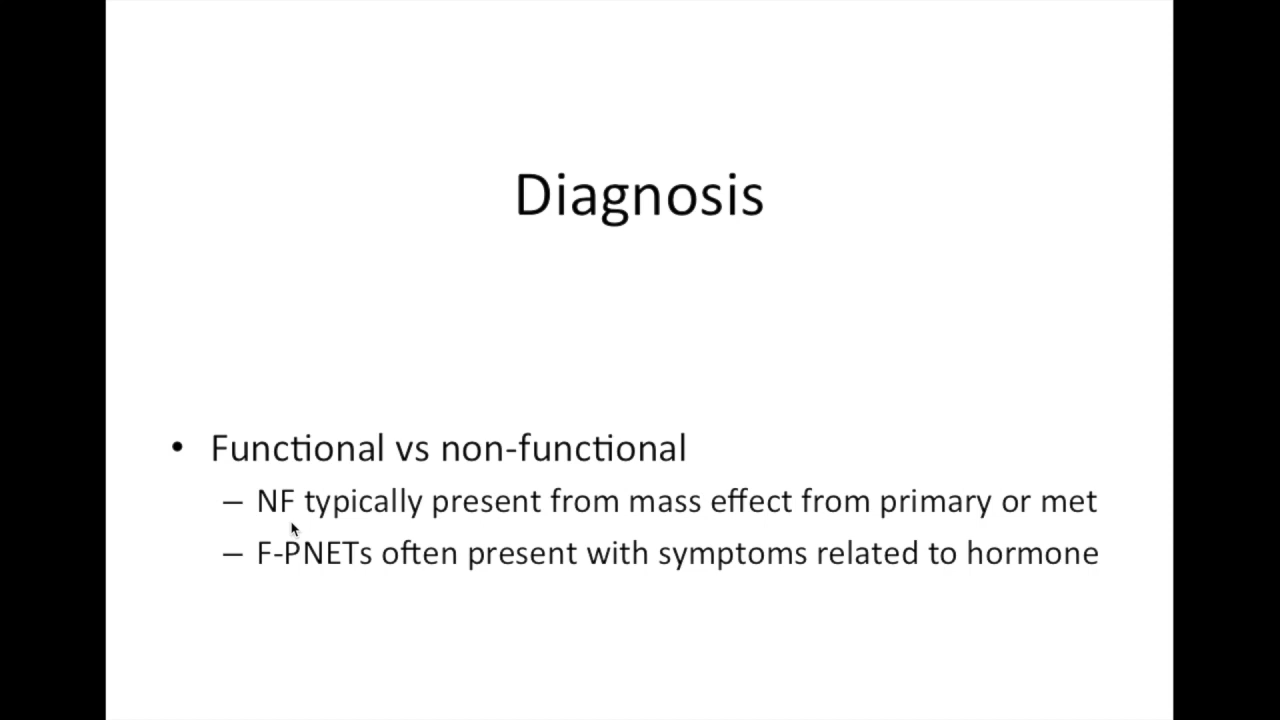 Diagnosis
• Functional vs non-functional
– NF typically present from mass effect from primary or met
– F-PNETs often present with symptoms related to hormone